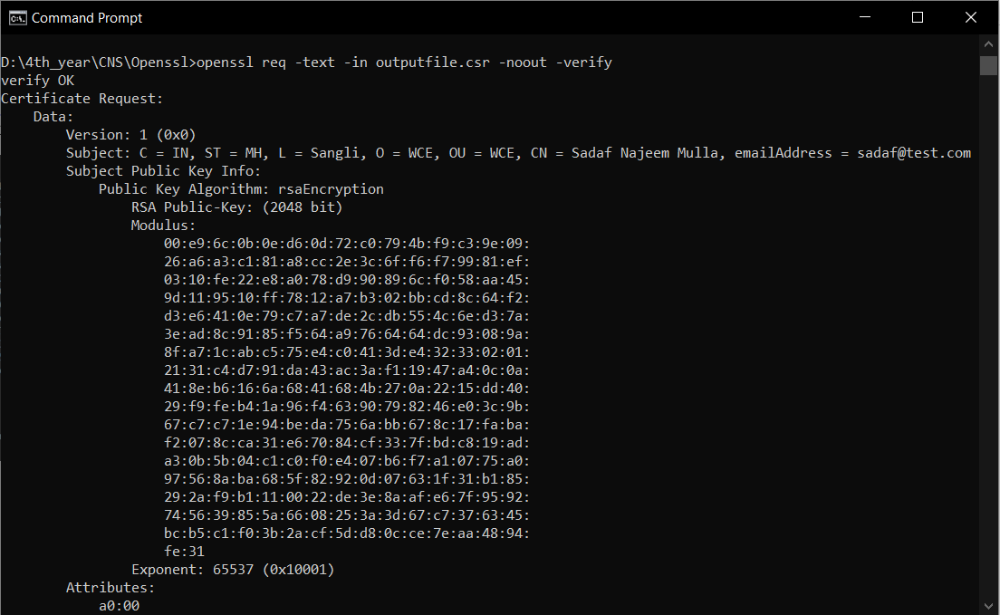 Command Prompt
D:\4th_year\CNS\Openssl>openssl req -text -in outputfile.csr -noout -verify
verify OK
Certificate Request:
    Data:
        Version: 1 (0x0)
        Subject: C = IN, ST = MH, L = Sangli, O = WCE, OU = WCE, CN = Sadaf Najeem Mulla, emailAddress = sadaf@test.com
        Subject Public Key Info:
            Public Key Algorithm: rsaEncryption
                RSA Public-Key: (2048 bit)
                Modulus:
                    00:e9:6c:0b:0e:d6:0d:72:c0:79:4b:f9:c3:9e:09:
                    26:a6:a3:c1:81:a8:cc:2e:3c:6f:f6:f7:99:81:ef:
                    03:10:fe:22:e8:a0:78:d9:90:89:6c:f0:58:aa:45:
                    9d:11:95:10:ff:78:12:a7:b3:02:bb:cd:8c:64:f2:
                    d3:e6:41:0e:79:c7:a7:de:2c:db:55:4c:6e:d3:7a:
                    3e:ad:8c:91:85:f5:64:a9:76:64:64:dc:93:08:9a:
                    8f:a7:1c:ab:c5:75:e4:c0:41:3d:e4:32:33:02:01:
                    21:31:c4:d7:91:da:43:ac:3a:f1:19:47:a4:0c:0a:
                    41:8e:b6:16:6a:68:41:68:4b:27:0a:22:15:dd:40:
                    29:f9:fe:b4:1a:96:f4:63:90:79:82:46:e0:3c:9b:
                    67:c7:c7:1e:94:be:da:75:6a:bb:67:8c:17:fa:ba:
                    f2:07:8c:ca:31:e6:70:84:cf:33:7f:bd:c8:19:ad:
                    a3:0b:5b:04:c1:c0:f0:e4:07:b6:f7:a1:07:75:a0:
                    97:56:8a:ba:68:5f:82:92:0d:07:63:1f:31:b1:85:
                    29:2a:f9:b1:11:00:22:de:3e:8a:af:e6:7f:95:92:
                    74:56:39:85:5a:66:08:25:3a:3d:67:c7:37:63:45:
                    bc:b5:c1:f0:3b:2a:cf:5d:d8:0c:ce:7e:aa:48:94:
                    fe:31
                Exponent: 65537 (0x10001)
        Attributes:
            a0:00